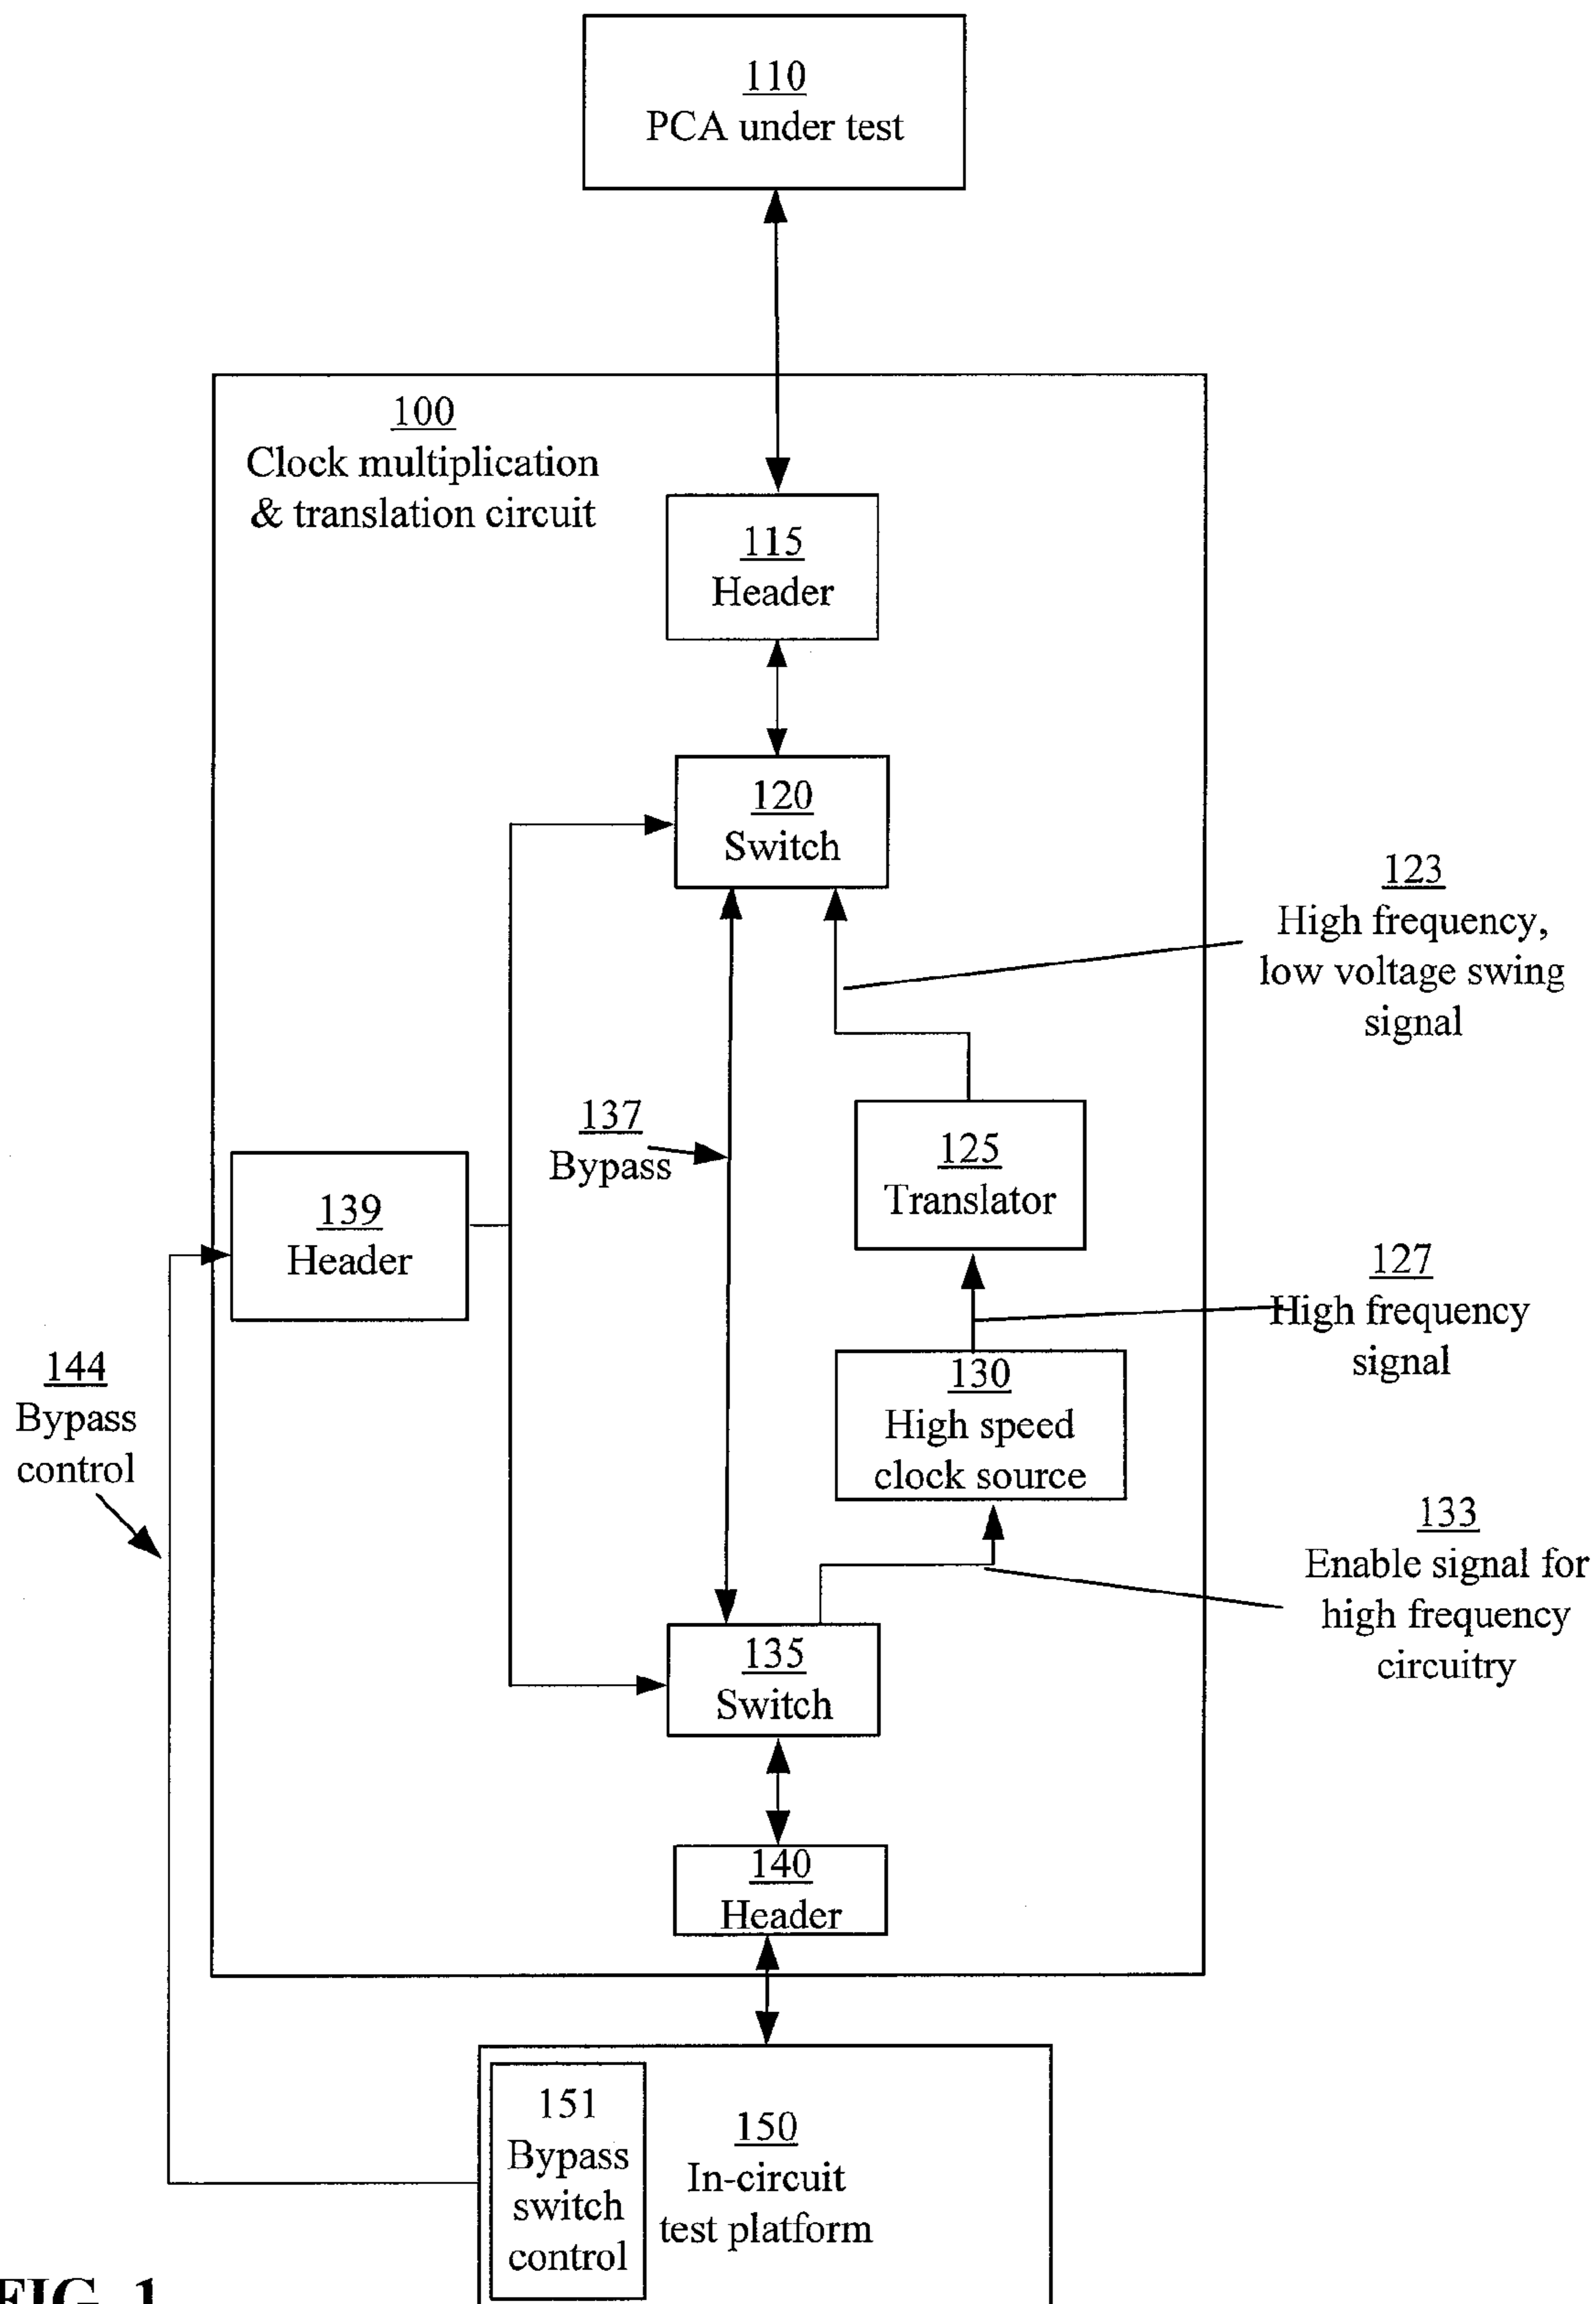 110
PCA under test
100
Clock multiplication
& translation circuit
115
Header
120
Switch
123
High frequency,
low voltage swing
signal
137
Bypass
125
Translator
139
Header
127
High frequency
signal
144
Bypass
control
130
High speed
clock source
133
Enable signal for
high frequency
circuitry
135
Switch
140
Header
151
Bypass
switch
control
150
In-circuit
test platform
FIG. 1